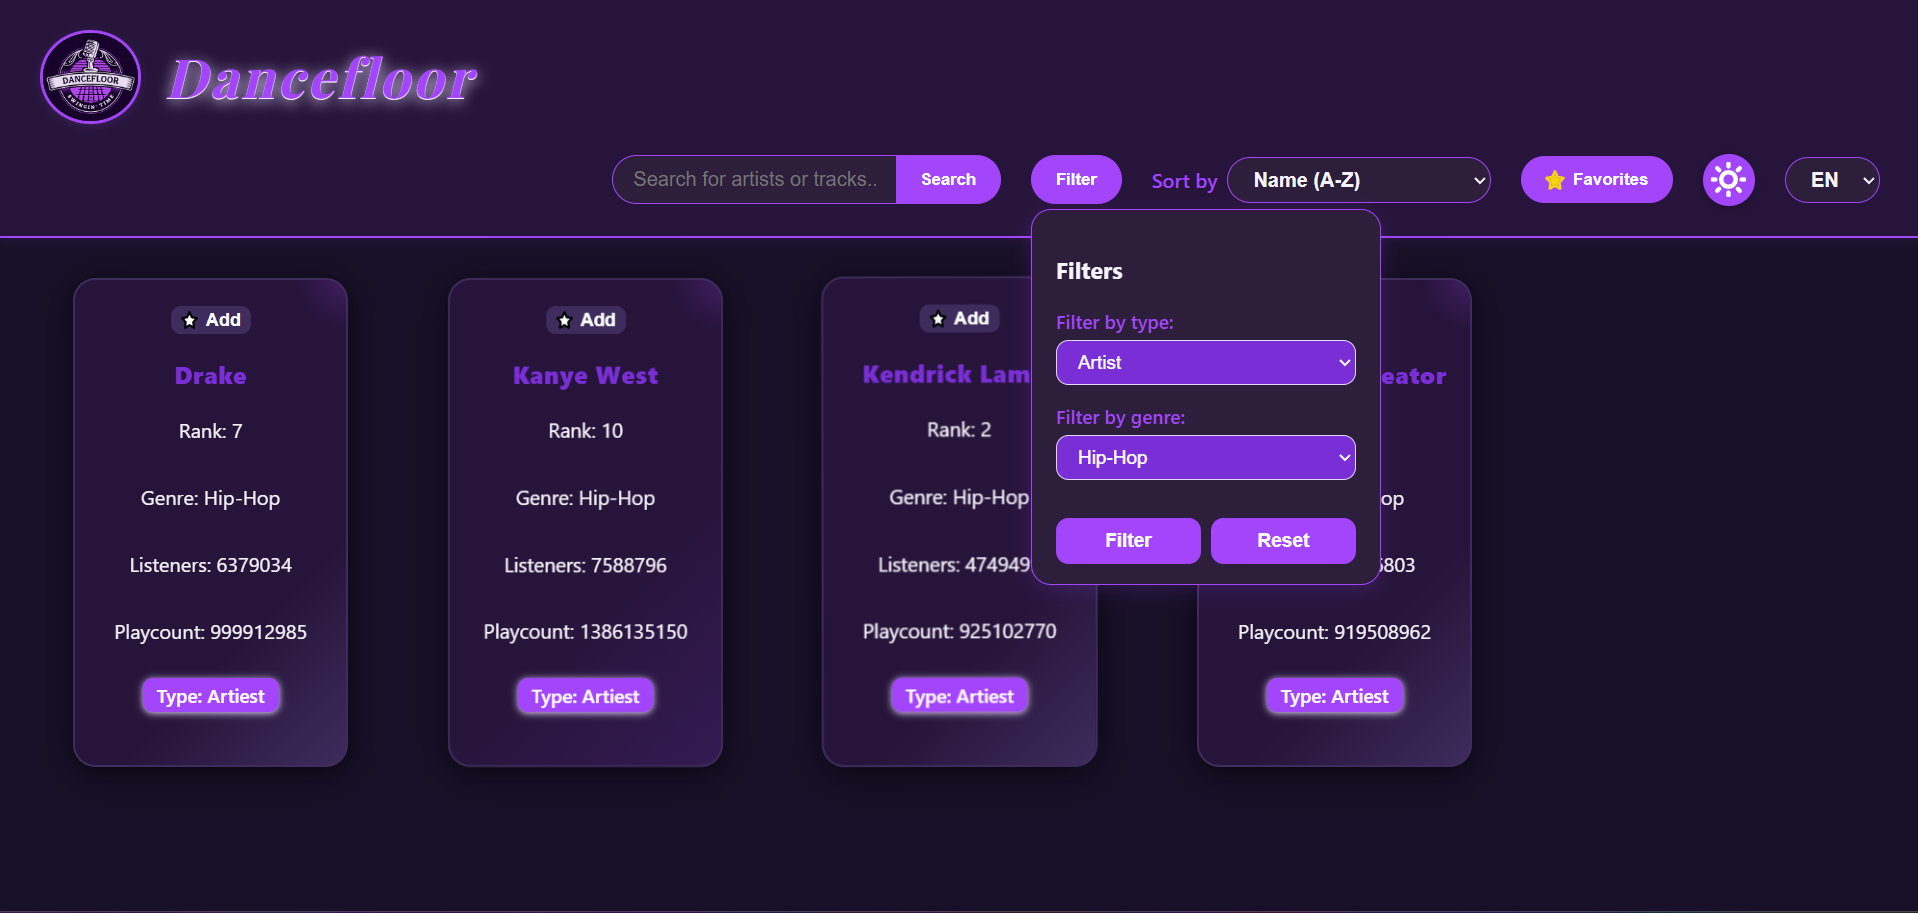 DANCEFLOOR
SWINGIN' TIME
Dancefloor
Search for artists or tracks..
Search
Filter
Sort by
Name (A-Z)
Favorites
EN
Filters
Filter by type:
Artist
Filter by genre:
Hip-Hop
Filter
Reset
Add
Drake
Rank: 7
Genre: Hip-Hop
Listeners: 6379034
Playcount: 999912985
Type: Artiest
Add
Kanye West
Rank: 10
Genre: Hip-Hop
Listeners: 7588796
Playcount: 1386135150
Type: Artiest
Add
Kendrick Lam
Rank: 2
Genre: Hip-Hop
Listeners: 474949
Playcount: 925102770
Type: Artiest
eator
op
803
Playcount: 919508962
Type: Artiest